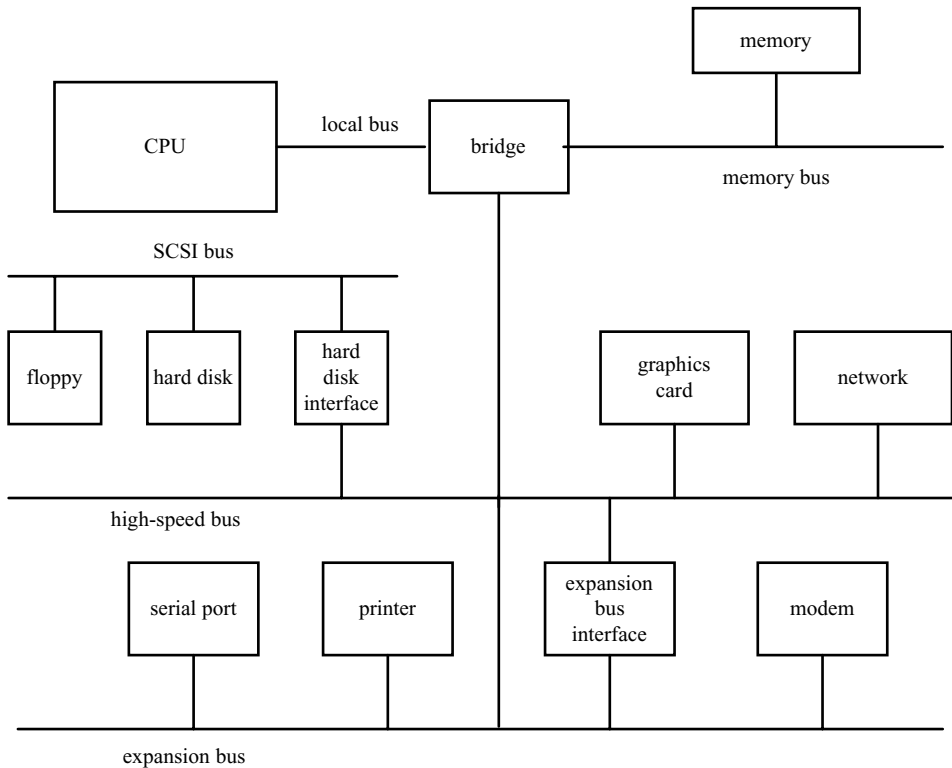 memory
CPU
local bus
bridge
memory bus
SCSI bus
floppy
hard disk
hard
disk
interface
graphics
card
network
high-speed bus
serial port
printer
expansion
bus
interface
modem
expansion bus